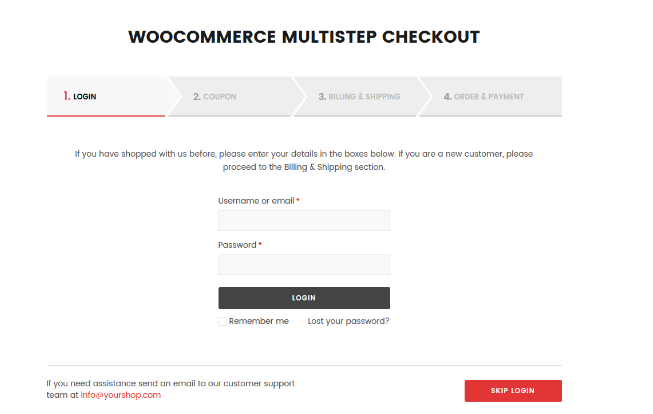 WOOCOMMERCE MULTISTEP CHECKOUT
1. LOGIN
2. COUPON
3. BILLING & SHIPPING
4. ORDER & PAYMENT
If you have shopped with us before, please enter your details in the boxes below. If you are a new customer, please
proceed to the Billing & Shipping section.
Username or email *
Password *
LOGIN
Remember me
Lost your password?
If you need assistance send an email to our customer support
team at info@yourshop.com
SKIP LOGIN